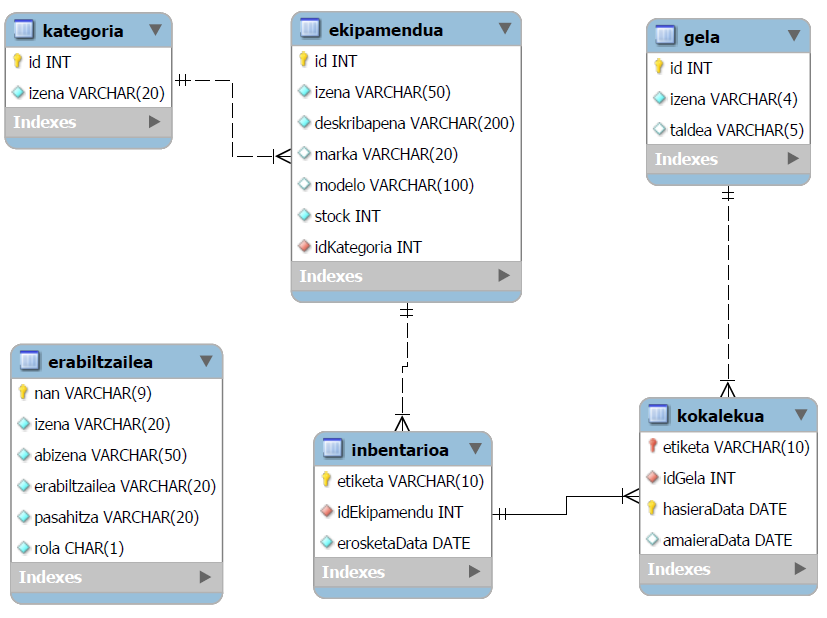 kategoria
id INT
izena VARCHAR(20)
Indexes
ekipamendua
id INT
izena VARCHAR(50)
deskribapena VARCHAR(200)
marka VARCHAR(20)
modelo VARCHAR(100)
stock INT
idKategoria INT
Indexes
gela
id INT
izena VARCHAR(4)
taldea VARCHAR(5)
Indexes
erabiltzailea
nan VARCHAR(9)
izena VARCHAR(20)
abizena VARCHAR(50)
erabiltzailea VARCHAR(20)
pasahitza VARCHAR(20)
rola CHAR(1)
Indexes
inbentarioa
etiketa VARCHAR(10)
idEkipamendu INT
erosketaData DATE
Indexes
kokalekua
etiketa VARCHAR(10)
idGela INT
hasieraData DATE
amaieraData DATE
Indexes